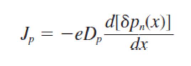 J_p = −eD_p d[δp_n(x)]/dx